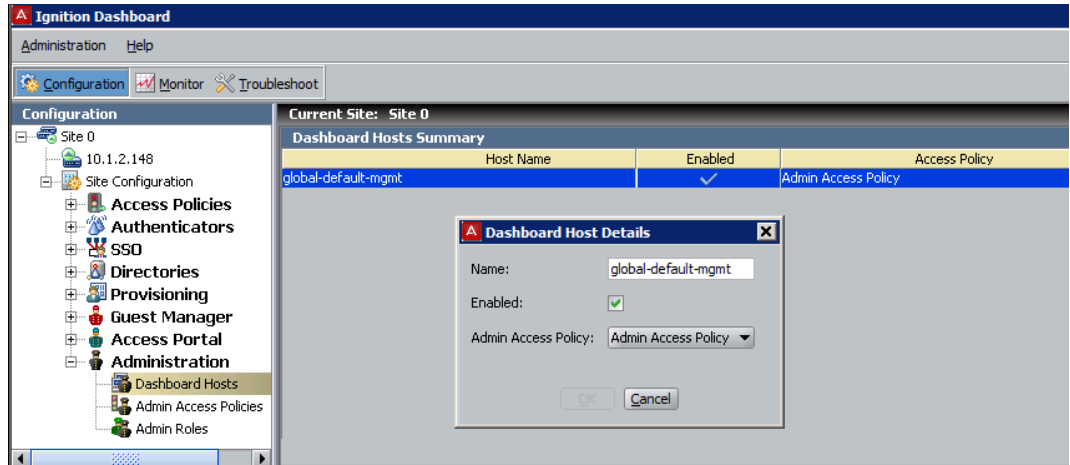 Ignition Dashboard
Administration Help
Configuration Monitor Troubleshoot
Configuration
Site 0
10.1.2.148
Site Configuration
Access Policies
Authenticators
SSO
Directories
Provisioning
Guest Manager
Access Portal
Administration
Dashboard Hosts
Admin Access Policies
Admin Roles
Current Site: Site 0
Dashboard Hosts Summary
Host Name Enabled Access Policy
global-default-mgmt Admin Access Policy
Dashboard Host Details
Name: global-default-mgmt
Enabled:
Admin Access Policy: Admin Access Policy
OK Cancel